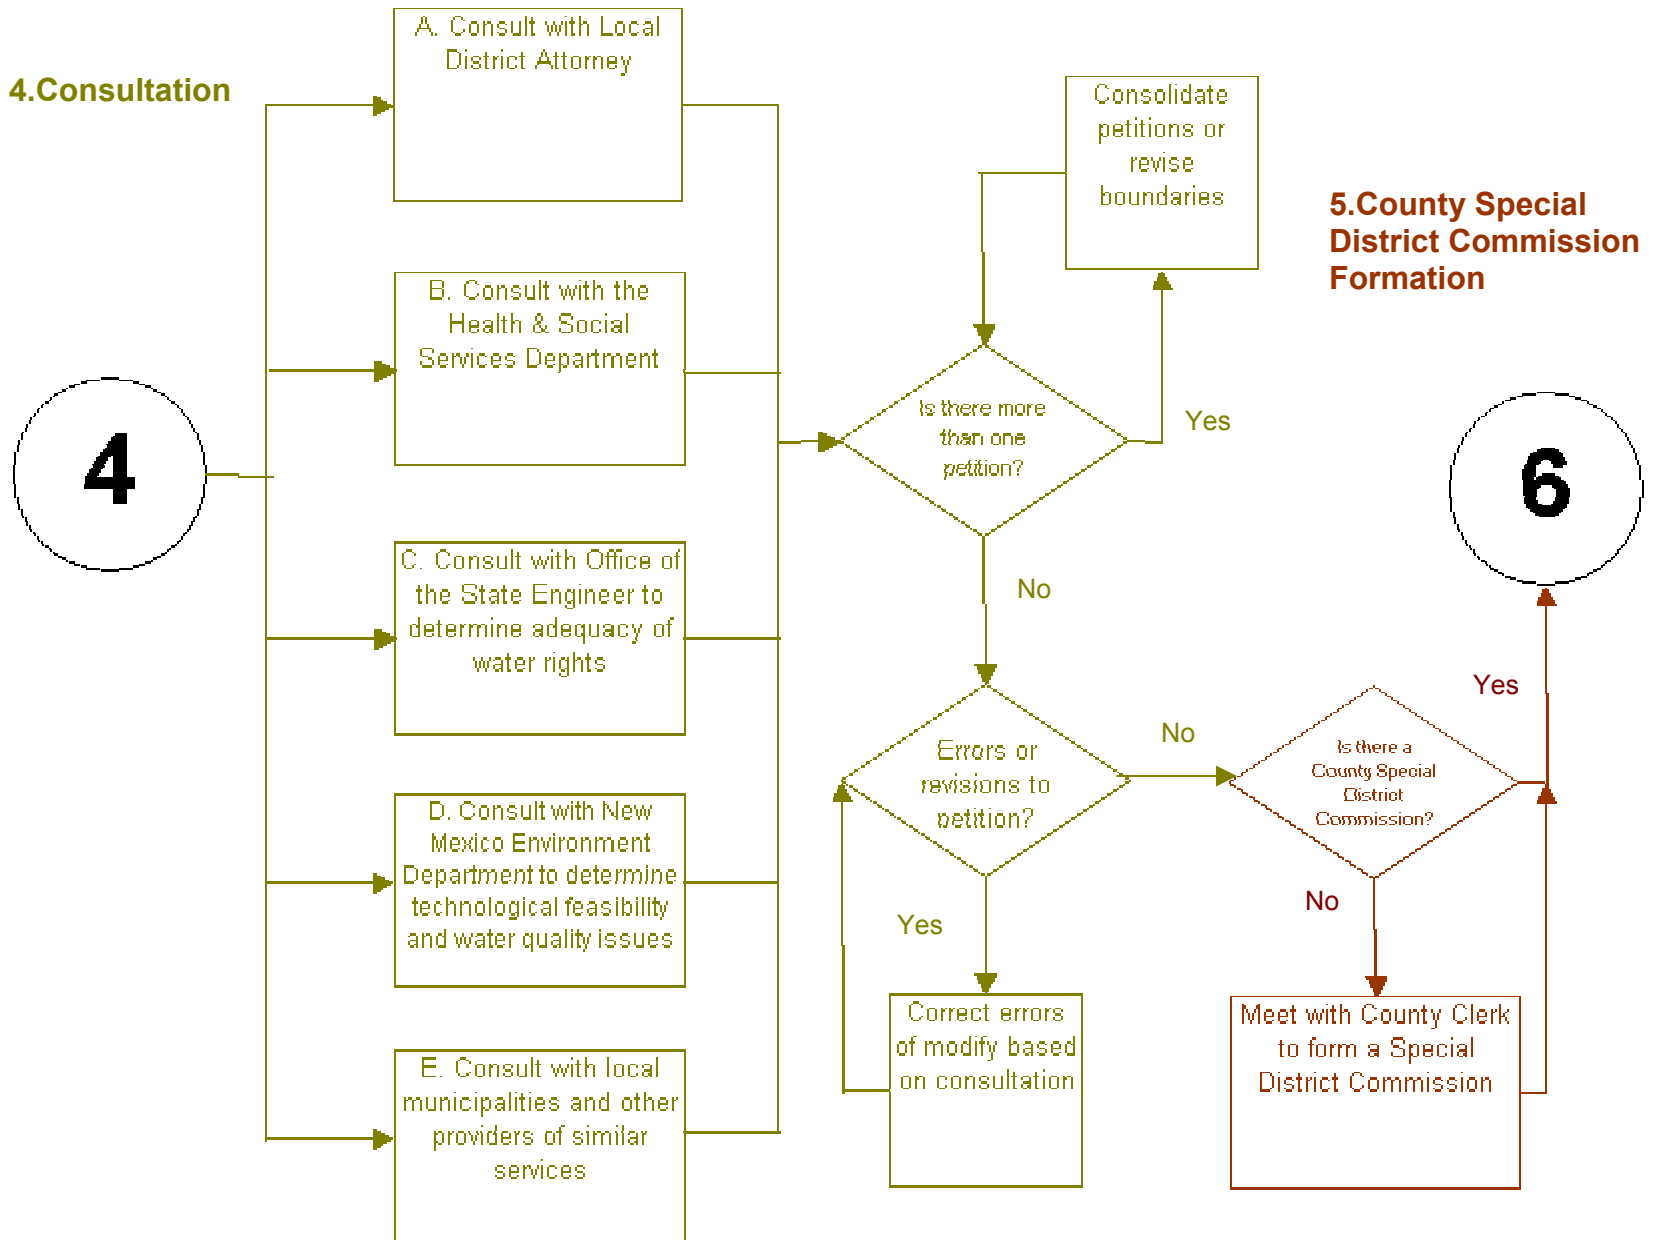 4.Consultation
4
A. Consult with Local
District Attorney
B. Consult with the
Health & Social
Services Department
C. Consult with Office of
the State Engineer to
determine adequacy of
water rights
D. Consult with New
Mexico Environment
Department to determine
technological feasibility
and water quality issues
E. Consult with local
municipalities and other
providers of similar
services
Consolidate
petitions or
revise
boundaries
Is there more
than one
petition?
Yes
No
Errors or
revisions to
petition?
No
Yes
Correct errors
of modify based
on consultation
5.County Special
District Commission
Formation
6
Yes
Is there a
County Special
District
Commission?
No
Meet with County Clerk
to form a Special
District Commission